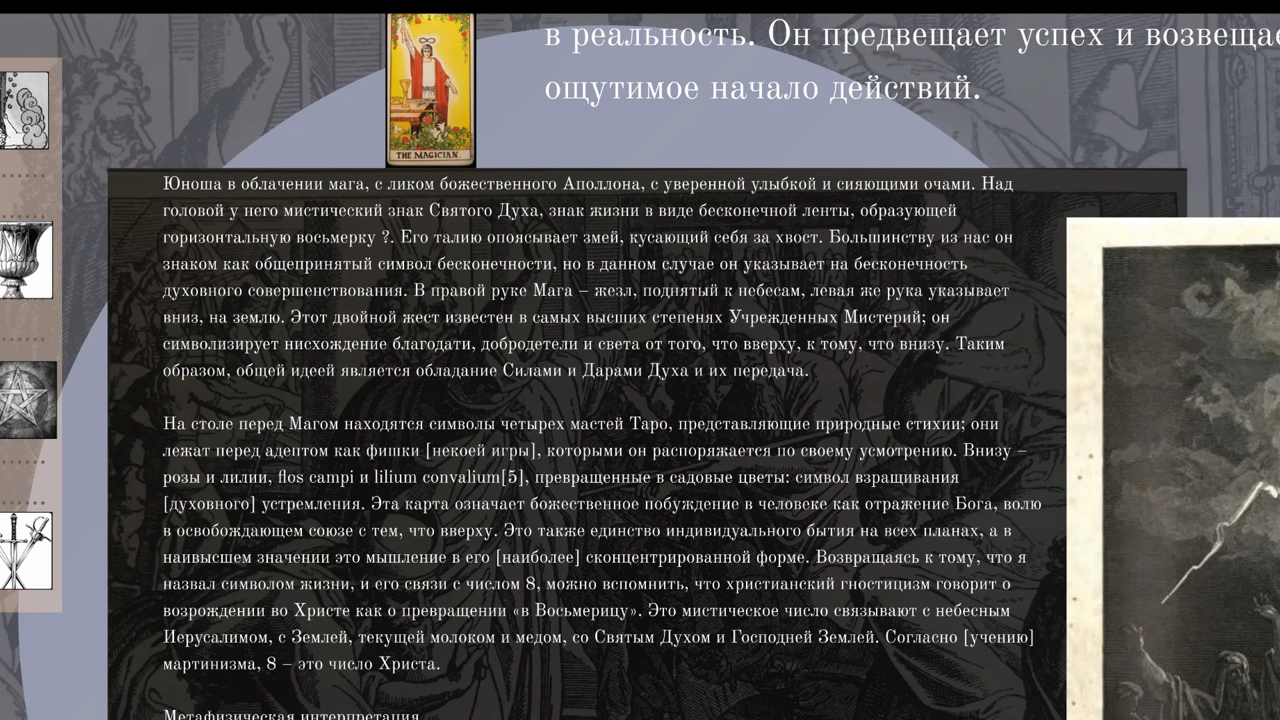 в реальность. Он предвещает успех и
ощутимое начало действий.
THE MAGICIAN.
Юноша в облачении мага, с ликом божественного Аполлона, с уверенной улыбкой и сияющими очами. Над
головой у него мистический знак Святого Духа, знак жизни в виде бесконечной ленты, образующей
горизонтальную восьмерку ?. Его талию опоясывает змей, кусающий себя за хвост. Большинству из нас он
знаком как общепринятый символ бесконечности, но в данном случае он указывает на бесконечность
духовного совершенствования. В правой руке Мага – жезл, поднятый к небесам, левая же рука указывает
вниз, на землю. Этот двойной жест известен в самых высших степенях Учрежденных Мистерий; он
символизирует нисхождение благодати, добродетели и света от того, что вверху, к тому, что внизу. Таким
образом, общей идеей является обладание Силами и Дарами Духа и их передача.
На столе перед Магом находятся символы четырех мастей Таро, представляющие природные стихии; они
лежат перед адептом как фишки [некоей игры], которыми он распоряжается по своему усмотрению. Внизу –
розы и лилии, flos campi и lilium convalium[5], превращенные в садовые цветы: символ взращивания
[духовного] устремления. Эта карта означает божественное побуждение в человеке как отражение Бога, волю
в освобождающем союзе с тем, что вверху. Это также единство индивидуального бытия на всех планах, а в
наивысшем значении это мышление в его [наиболее] сконцентрированной форме. Возвращаясь к тому, что я
назвал символом жизни, и его связи с числом 8, можно вспомнить, что христианский гностицизм говорит о
возрождении во Христе как о превращении «в Восьмерицу». Это мистическое число связывают с небесным
Иерусалимом, с Землей, текущей молоком и медом, со Святым Духом и Господней Землей. Согласно [учению]
мартинизма, 8 – это число Христа.
Метафизическая интерпретация